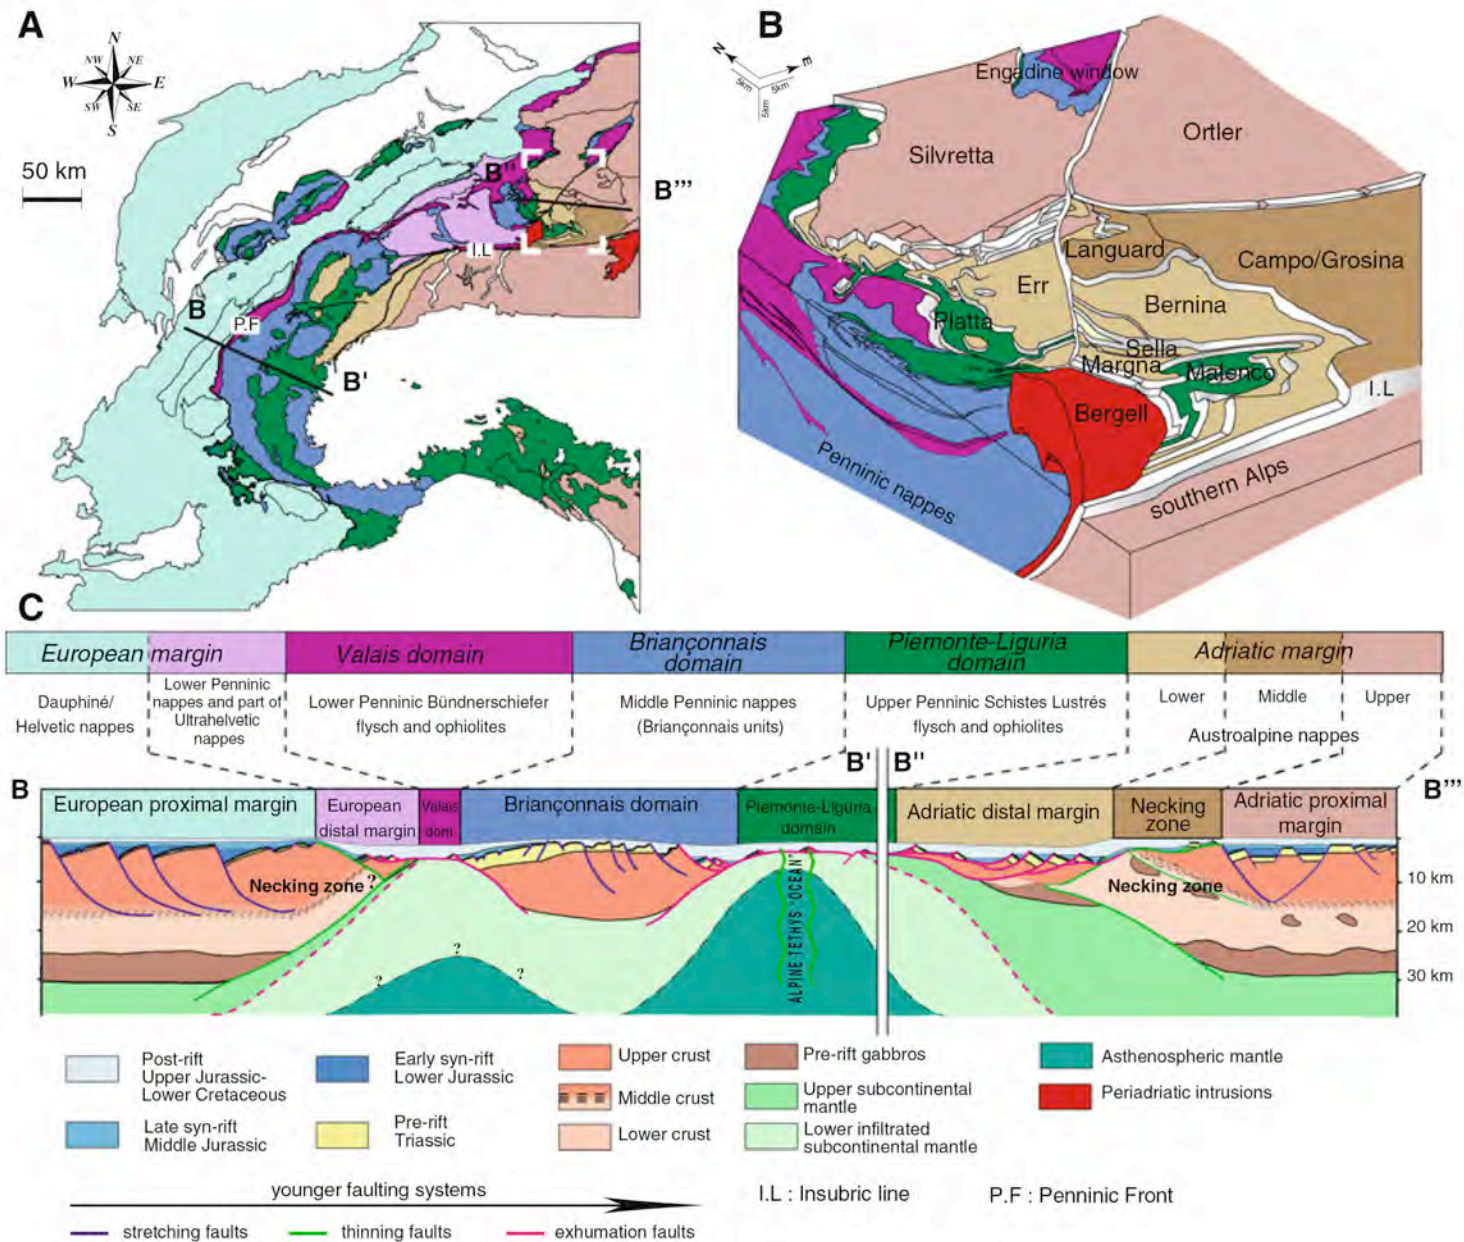 A
N
NW
NE
W
E
SW
SE
S
50 km
B
B'
B''
B'''
P.F
I.L
B
N
E
5km
5km
5km
Engadine window
Silvretta
Ortler
Languard
Campo/Grosina
Err
Bernina
Platta
Sella
Margna
Malenco
I.L
Bergell
Penninic nappes
southern Alps
C
European margin
Valais domain
Briançonnais
domain
Piemonte-Liguria
domain
Adriatic margin
Dauphiné/
Helvetic nappes
Lower Penninic
nappes and part of
Ultrahelvetic
nappes
Lower Penninic Bündnerschiefer
flysch and ophiolites
Middle Penninic nappes
(Briançonnais units)
Upper Penninic Schistes Lustrés
flysch and ophiolites
Lower
Middle
Upper
Austroalpine nappes
B
B'
B''
B'''
European proximal margin
European
distal margin
Valais
dom.
Briançonnais domain
Piemonte-Liguria
domain
Adriatic distal margin
Necking
zone
Adriatic proximal
margin
Necking zone
?
?
?
?
ALPINE TETHYS "OCEAN"
Necking zone
10 km
20 km
30 km
Post-rift
Upper Jurassic-
Lower Cretaceous
Late syn-rift
Middle Jurassic
Early syn-rift
Lower Jurassic
Pre-rift
Triassic
Upper crust
Middle crust
Lower crust
Pre-rift gabbros
Upper subcontinental
mantle
Lower infiltrated
subcontinental mantle
Asthenospheric mantle
Periadriatic intrusions
younger faulting systems
stretching faults
thinning faults
exhumation faults
I.L : Insubric line
P.F : Penninic Front